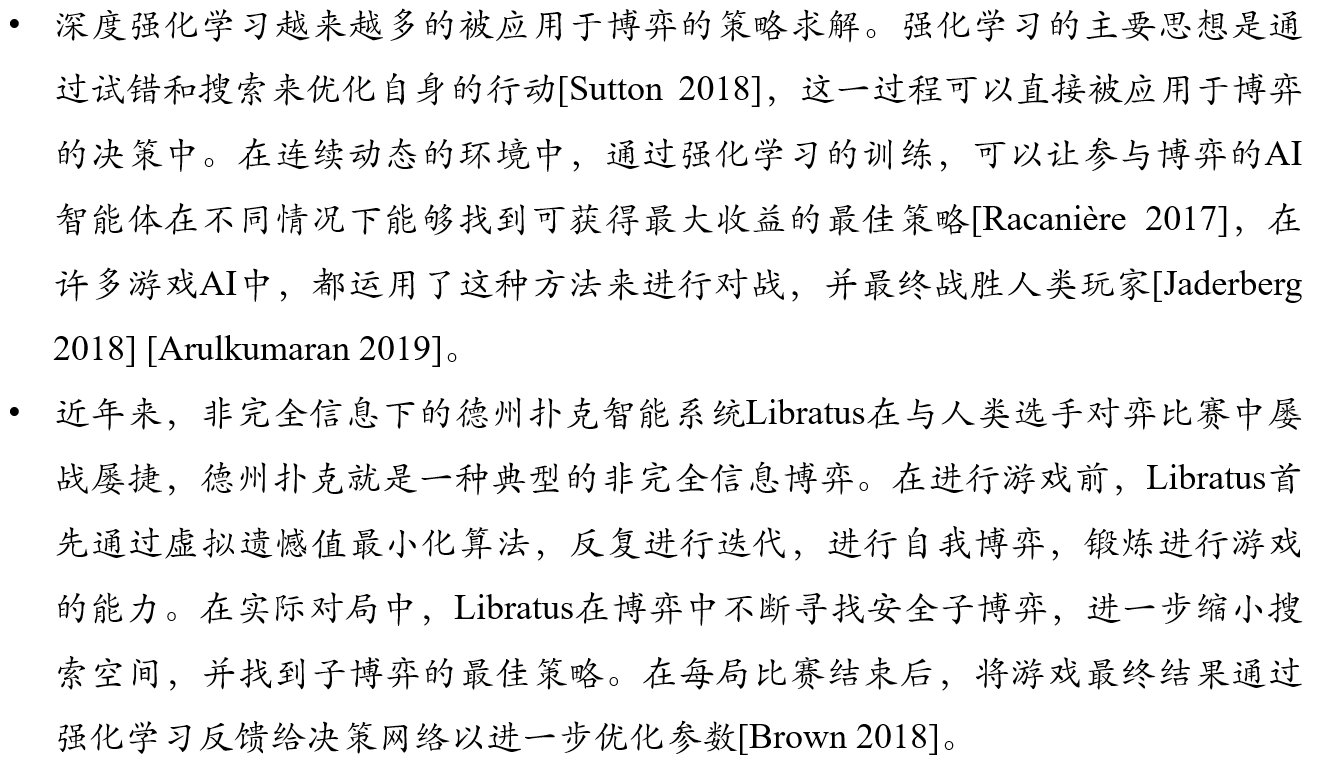 • 深度强化学习越来越多的被应用于博弈的策略求解。强化学习的主要思想是通
过试错和搜索来优化自身的行动[Sutton 2018]，这一过程可以直接被应用于博弈
的决策中。在连续动态的环境中，通过强化学习的训练，可以让参与博弈的AI
智能体在不同情况下能够找到可获得最大收益的最佳策略[Racanière 2017]，在
许多游戏AI中，都运用了这种方法来进行对战，并最终战胜人类玩家[Jaderberg
2018] [Arulkumaran 2019]。
• 近年来，非完全信息下的德州扑克智能系统Libratus在与人类选手对弈比赛中屡
战屡捷，德州扑克就是一种典型的非完全信息博弈。在进行游戏前，Libratus首
先通过虚拟遗憾值最小化算法，反复进行迭代，进行自我博弈，锻炼进行游戏
的能力。在实际对局中，Libratus在博弈中不断寻找安全子博弈，进一步缩小搜
索空间，并找到子博弈的最佳策略。在每局比赛结束后，将游戏最终结果通过
强化学习反馈给决策网络以进一步优化参数[Brown 2018]。